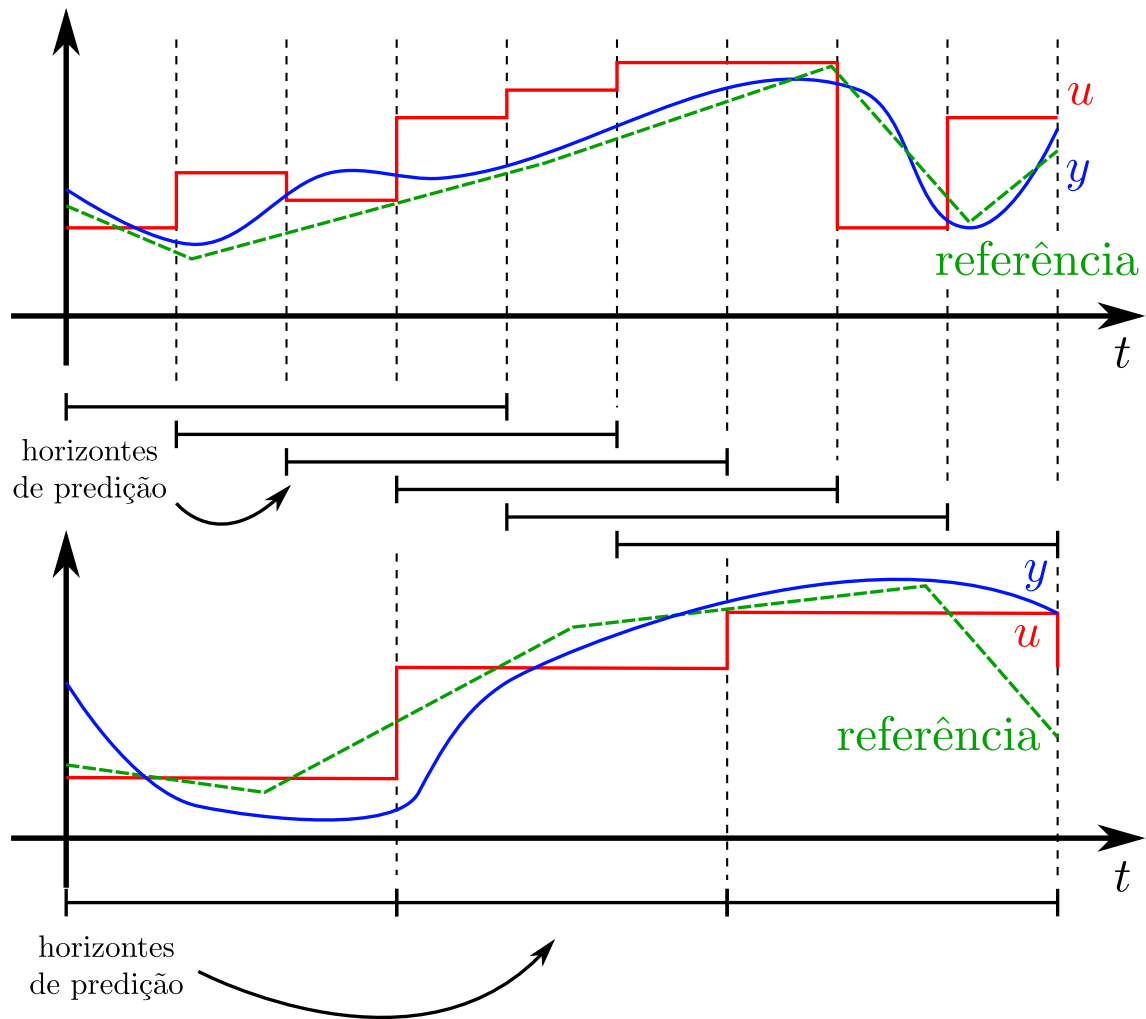 u
y
referência
t
horizontes
de predição
y
u
referência
t
horizontes
de predição